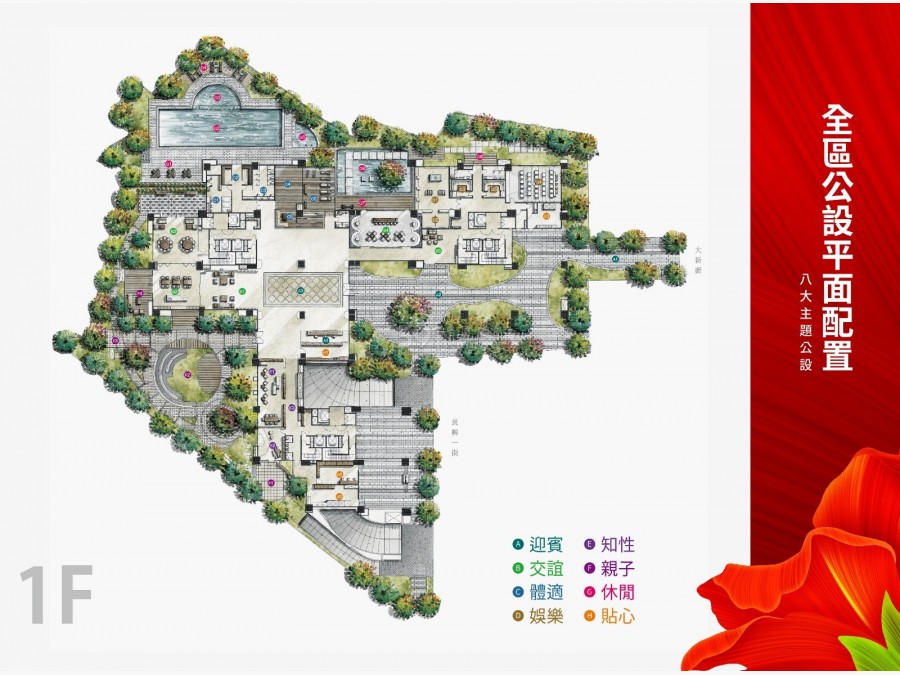 全區公設平面配置
八大主題公設
大新街
長興一街
A 迎賓
B 交誼
C 體適
D 娛樂
E 知性
F 親子
G 休閒
H 貼心
1F